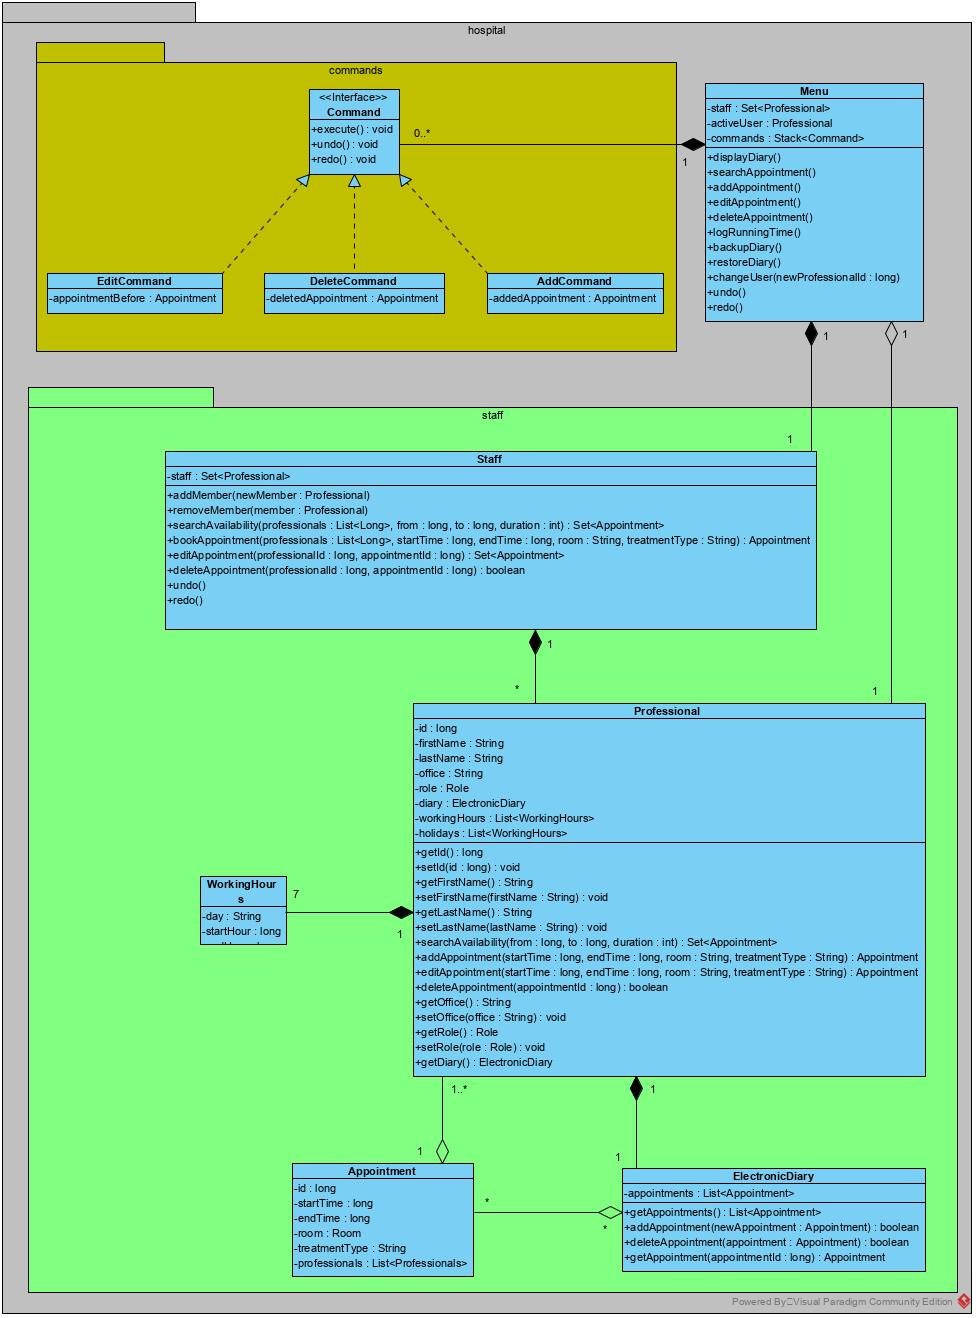 hospital
commands
<<Interface>>
Command
+execute() : void
+undo() : void
+redo() : void
0..*
1
Menu
-staff : Set<Professional>
-activeUser : Professional
-commands : Stack<Command>
+displayDiary()
+searchAppointment()
+addAppointment()
+editAppointment()
+deleteAppointment()
+logRunningTime()
+backupDiary()
+restoreDiary()
+changeUser(newProfessionalId : long)
+undo()
+redo()
EditCommand
-appointmentBefore : Appointment
DeleteCommand
-deletedAppointment : Appointment
AddCommand
-addedAppointment : Appointment
1
1
staff
1
Staff
-staff : Set<Professional>
+addMember(newMember : Professional)
+removeMember(member : Professional)
+searchAvailability(professionals : List<Long>, from : long, to : long, duration : int) : Set<Appointment>
+bookAppointment(professionals : List<Long>, startTime : long, endTime : long, room : String, treatmentType : String) : Appointment
+editAppointment(professionalId : long, appointmentId : long) : Set<Appointment>
+deleteAppointment(professionalId : long, appointmentId : long) : boolean
+undo()
+redo()
1
*
1
Professional
-id : long
-firstName : String
-lastName : String
-office : String
-role : Role
-diary : ElectronicDiary
-workingHours : List<WorkingHours>
-holidays : List<WorkingHours>
+getId() : long
+setId(id : long) : void
+getFirstName() : String
+setFirstName(firstName : String) : void
+getLastName() : String
+setLastName(lastName : String) : void
+searchAvailability(from : long, to : long, duration : int) : Set<Appointment>
+addAppointment(startTime : long, endTime : long, room : String, treatmentType : String) : Appointment
+editAppointment(startTime : long, endTime : long, room : String, treatmentType : String) : Appointment
+deleteAppointment(appointmentId : long) : boolean
+getOffice() : String
+setOffice(office : String) : void
+getRole() : Role
+setRole(role : Role) : void
+getDiary() : ElectronicDiary
WorkingHour
s
-day : String
-startHour : long
7
1
1..*
1
1
1
Appointment
-id : long
-startTime : long
-endTime : long
-room : Room
-treatmentType : String
-professionals : List<Professionals>
*
*
ElectronicDiary
-appointments : List<Appointment>
+getAppointments() : List<Appointment>
+addAppointment(newAppointment : Appointment) : boolean
+deleteAppointment(appointment : Appointment) : boolean
+getAppointment(appointmentId : long) : Appointment
Powered By Visual Paradigm Community Edition